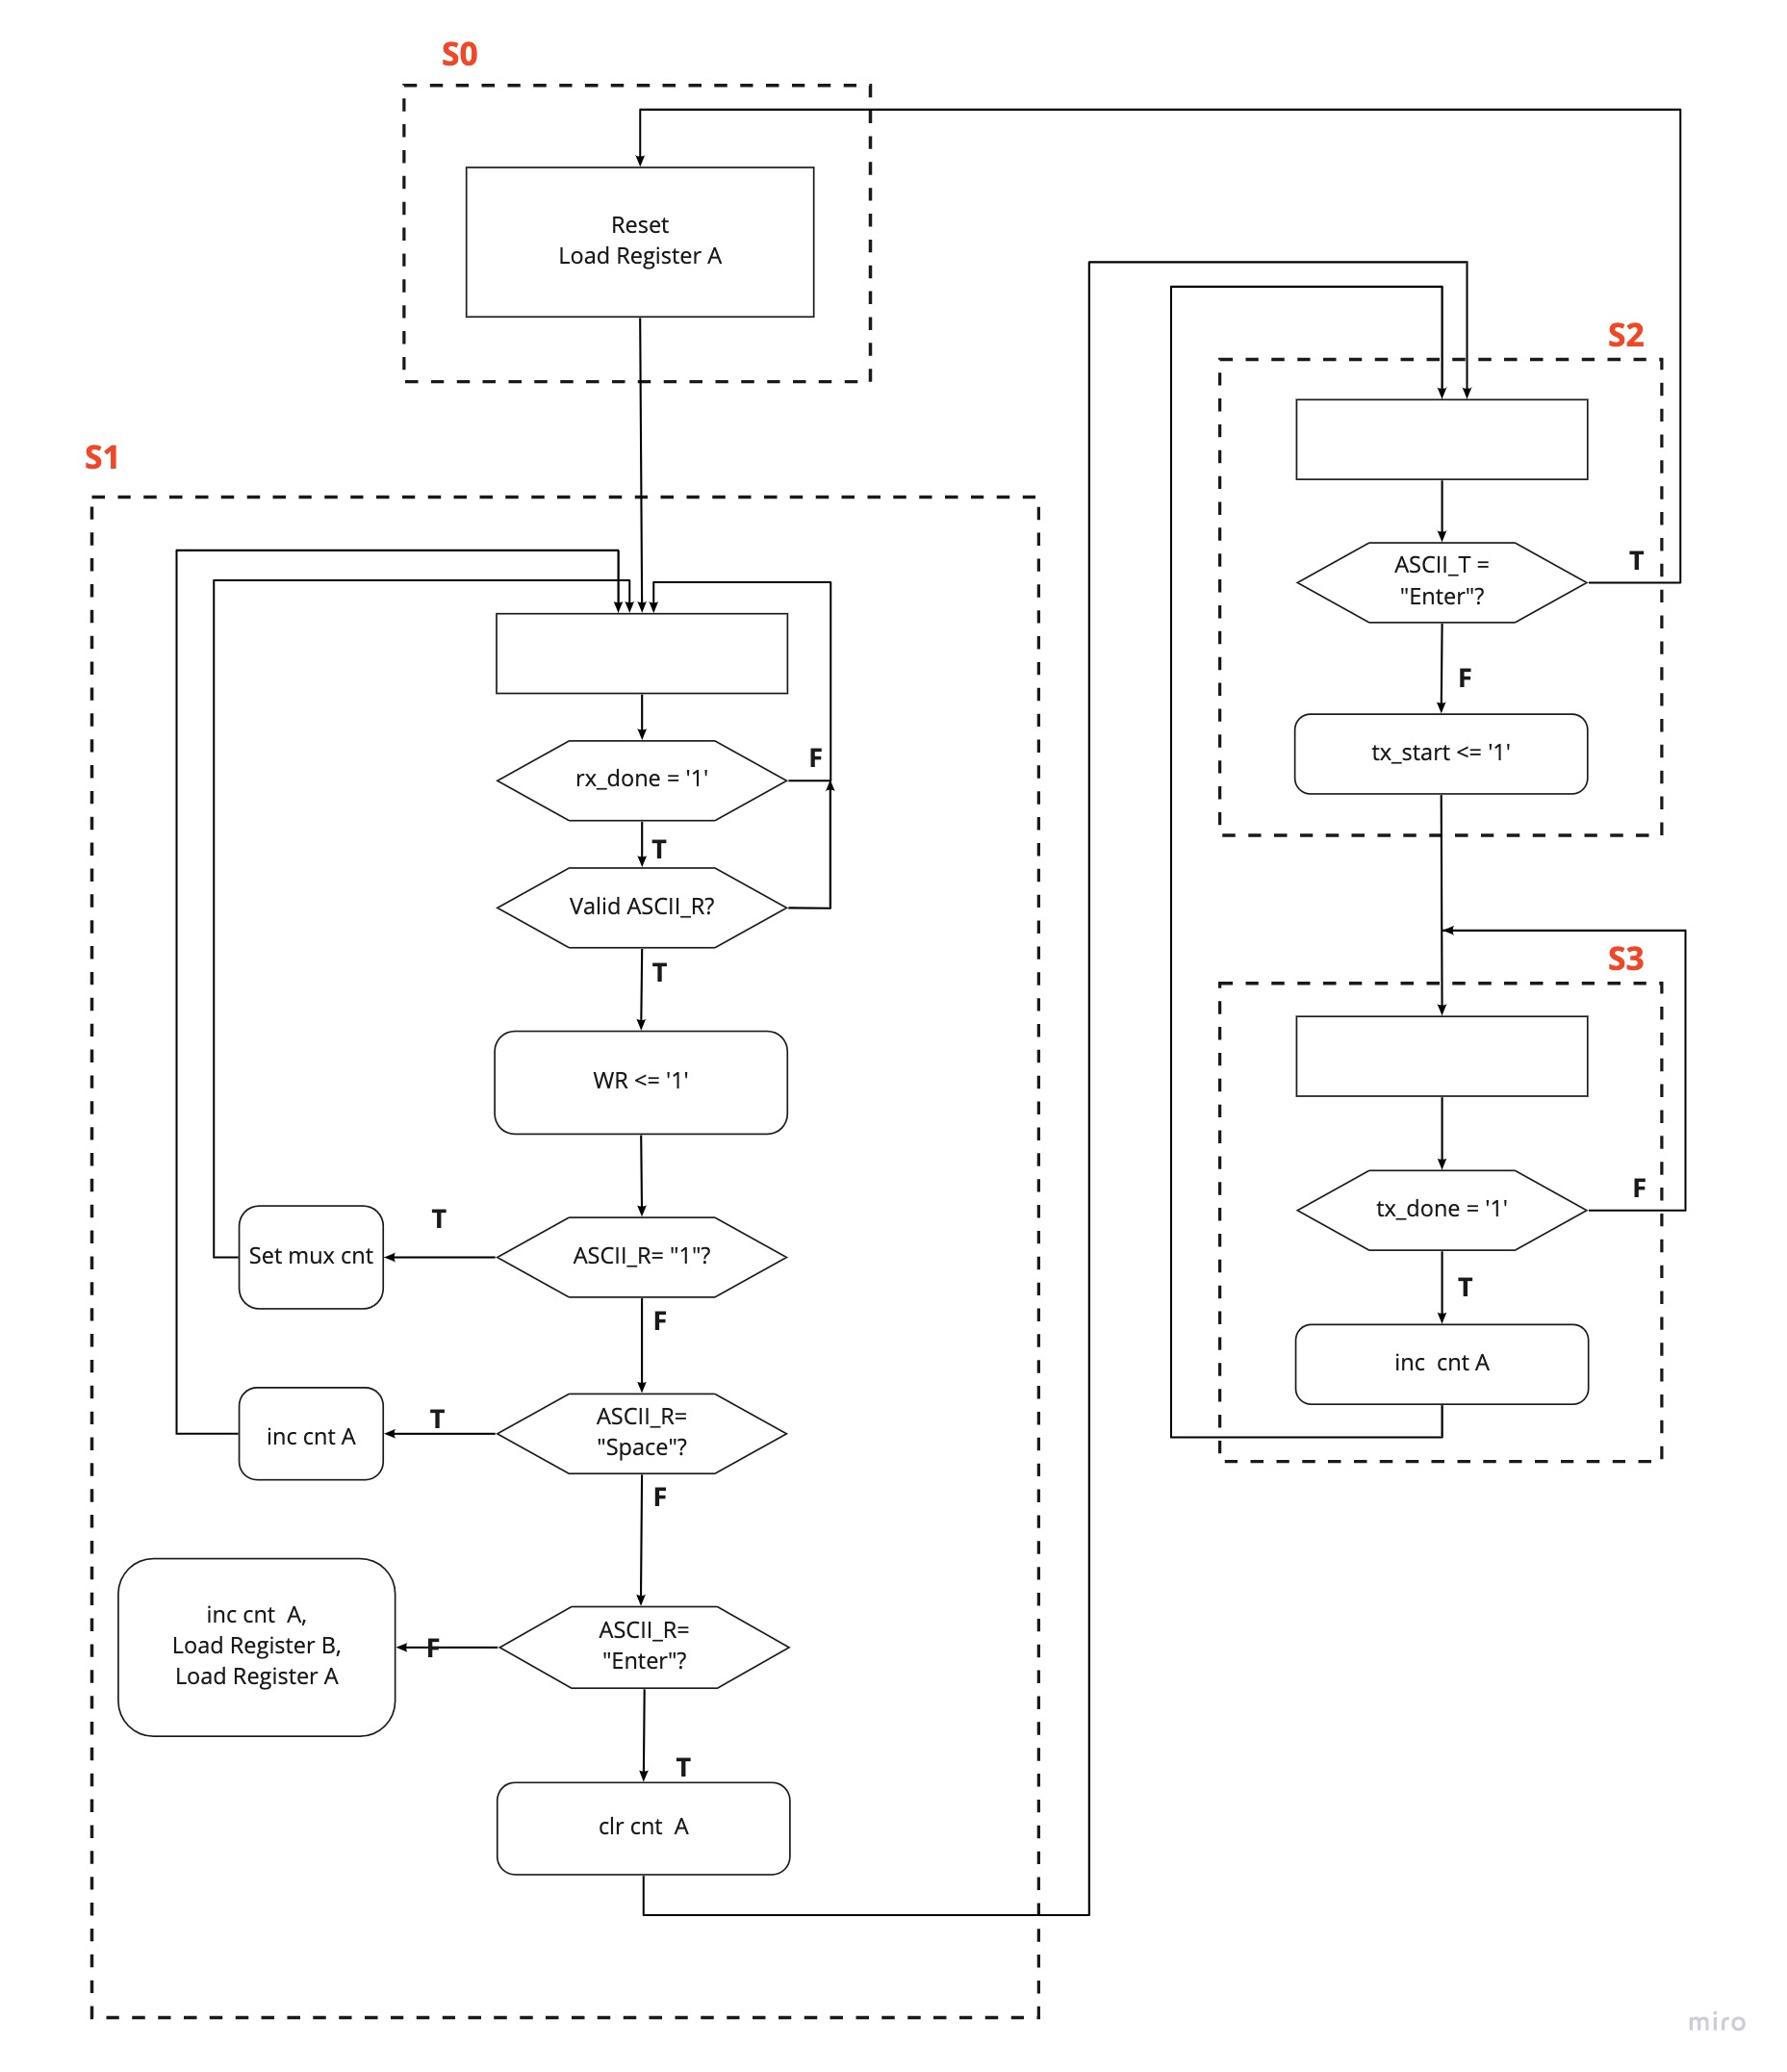 S0
Reset
Load Register A
S1
rx_done = '1'
F
T
Valid ASCII_R?
T
WR <= '1'
ASCII_R= "1"?
T
Set mux cnt
F
ASCII_R=
"Space"?
T
inc cnt A
F
ASCII_R=
"Enter"?
F
inc cnt  A,
Load Register B,
Load Register A
T
clr cnt  A
S2
ASCII_T =
"Enter"?
T
F
tx_start <= '1'
S3
tx_done = '1'
F
T
inc  cnt A
miro